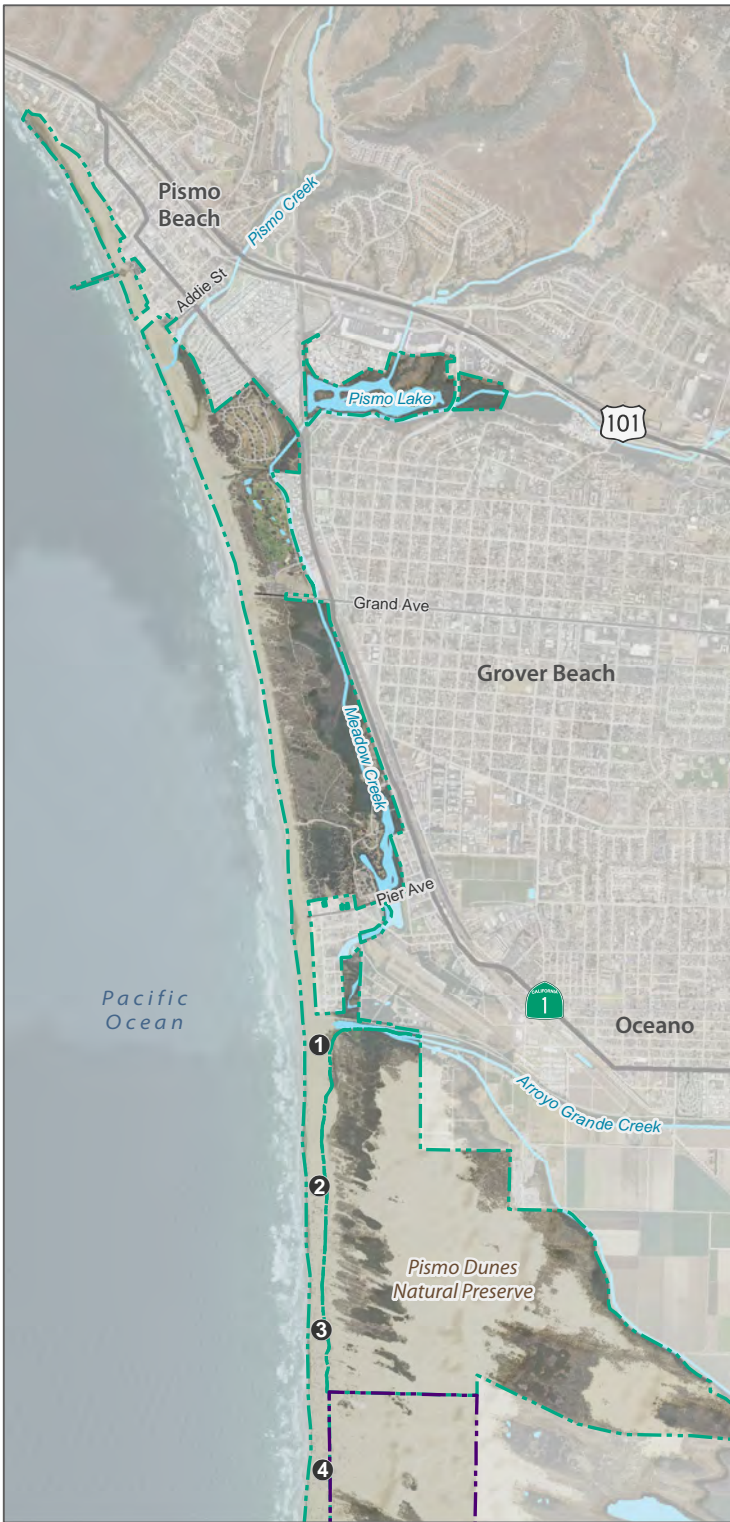 Pismo
Beach
Pismo Creek
Addie St
Pismo Lake
101
Grand Ave
Grover Beach
Meadow Creek
Pier Ave
Pacific
Ocean
CALIFORNIA
1
Oceano
1
Arroyo Grande Creek
2
Pismo Dunes
Natural Preserve
3
4